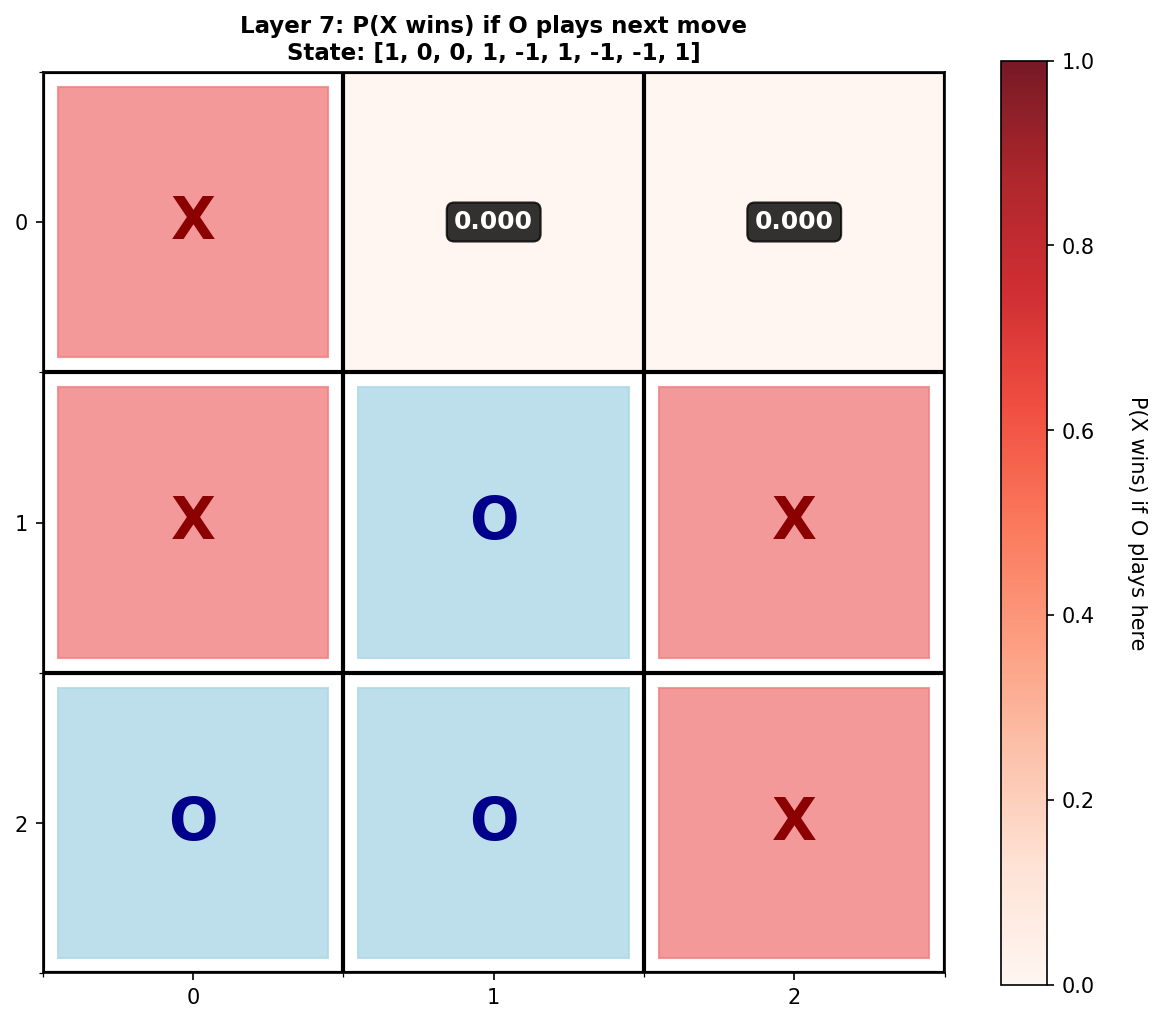 Layer 7: P(X wins) if O plays next move
State: [1, 0, 0, 1, -1, 1, -1, -1, 1]
0
X
0.000
0.000
1
X
O
X
2
O
O
X
0
1
2
1.0
0.8
0.6
0.4
0.2
0.0
P(X wins) if O plays here